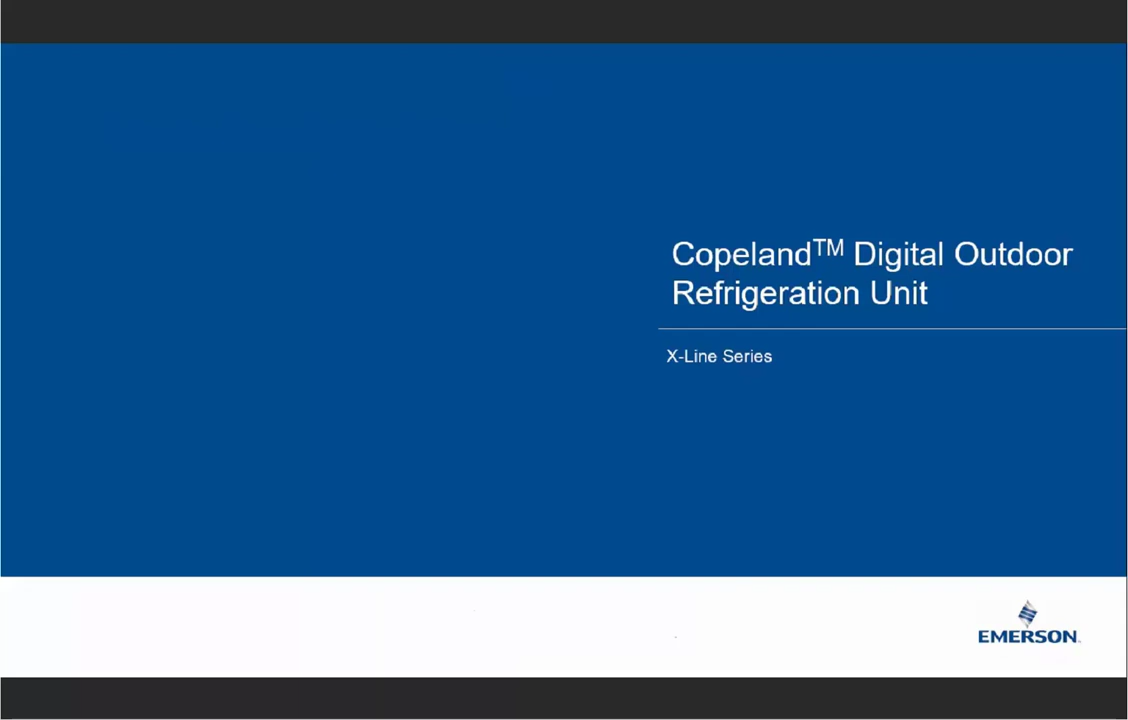 Copeland™ Digital Outdoor
Refrigeration Unit
X-Line Series
EMERSON